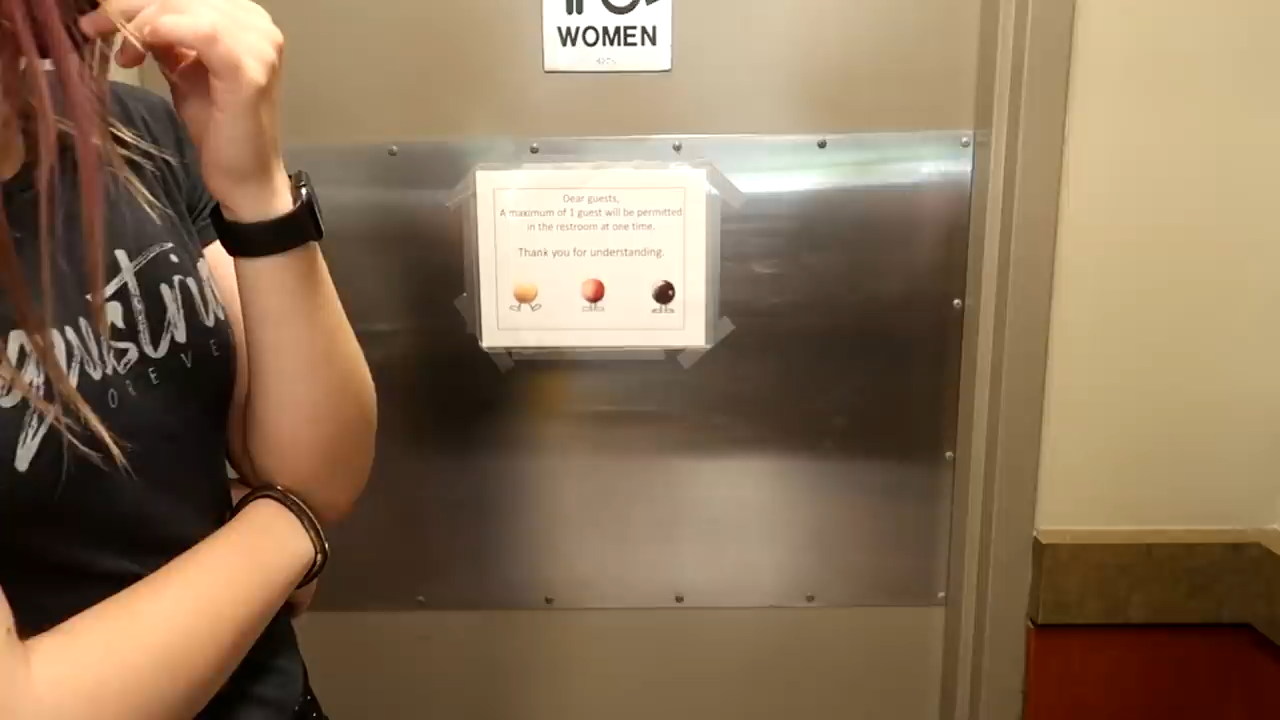 WOMEN
Dear guests,
A maximum of 1 guest will be permitted
in the restroom at one time.
Thank you for understanding.